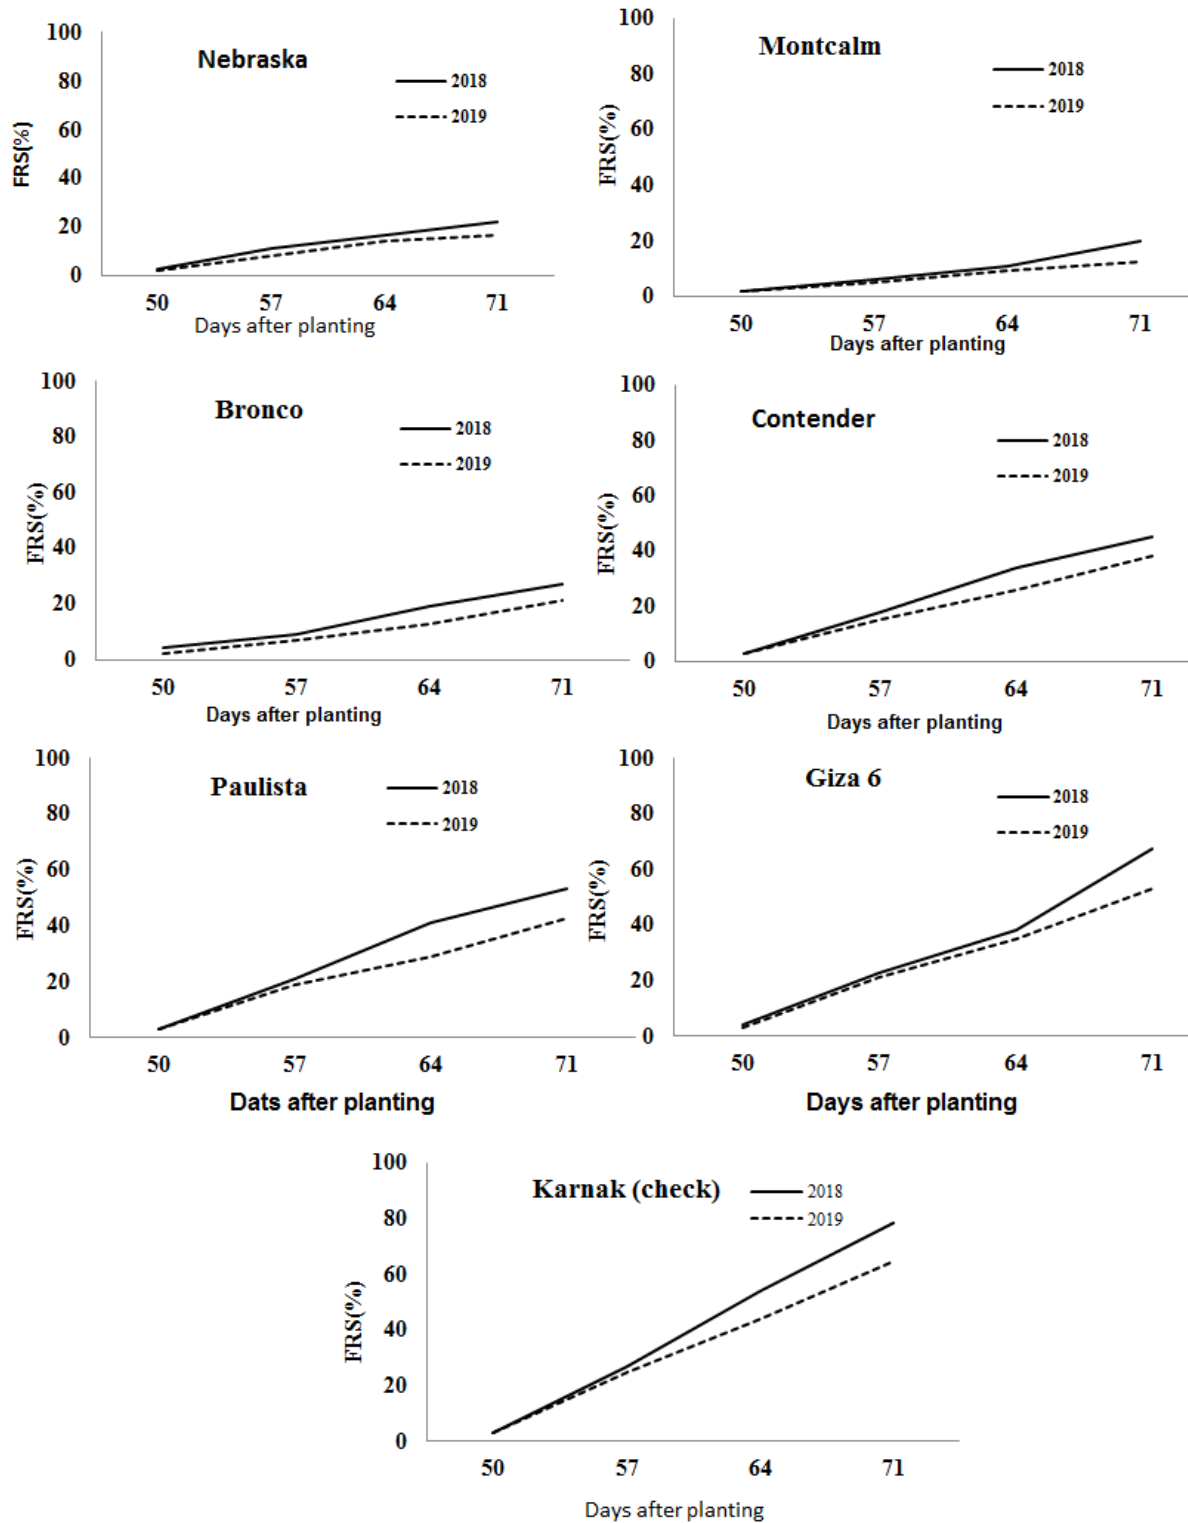 Nebraska
2018
2019
FRS(%)
100
80
60
40
20
0
50 57 64 71
Days after planting
Montcalm
2018
2019
FRS(%)
100
80
60
40
20
0
50 57 64 71
Days after planting
Bronco
2018
2019
FRS(%)
100
80
60
40
20
0
50 57 64 71
Days after planting
Contender
2018
2019
FRS(%)
100
80
60
40
20
0
50 57 64 71
Days after planting
Paulista
2018
2019
FRS(%)
100
80
60
40
20
0
50 57 64 71
Dats after planting
Giza 6
2018
2019
FRS(%)
100
80
60
40
20
0
50 57 64 71
Days after planting
Karnak (check)
2018
2019
FRS(%)
100
80
60
40
20
0
50 57 64 71
Days after planting